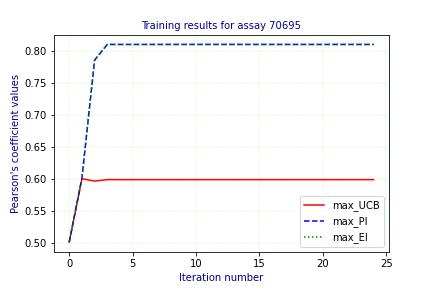 Training results for assay 70695
Pearson's coefficient values
0.80
0.75
0.70
0.65
0.60
0.55
0.50
max_UCB
max_PI
max_EI
0 5 10 15 20 25
Iteration number